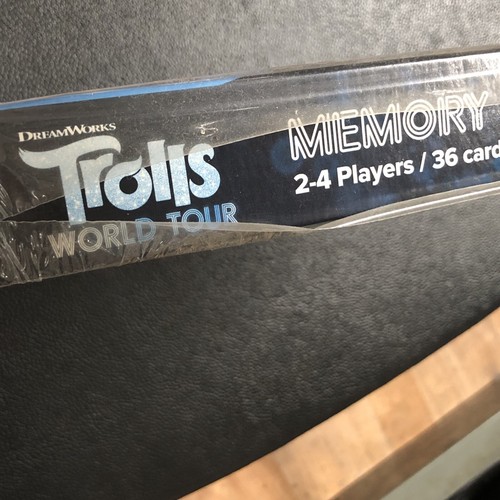 DREAMWORKS
Trolls
WORLD TOUR
MEMORY
2-4 Players / 36 card